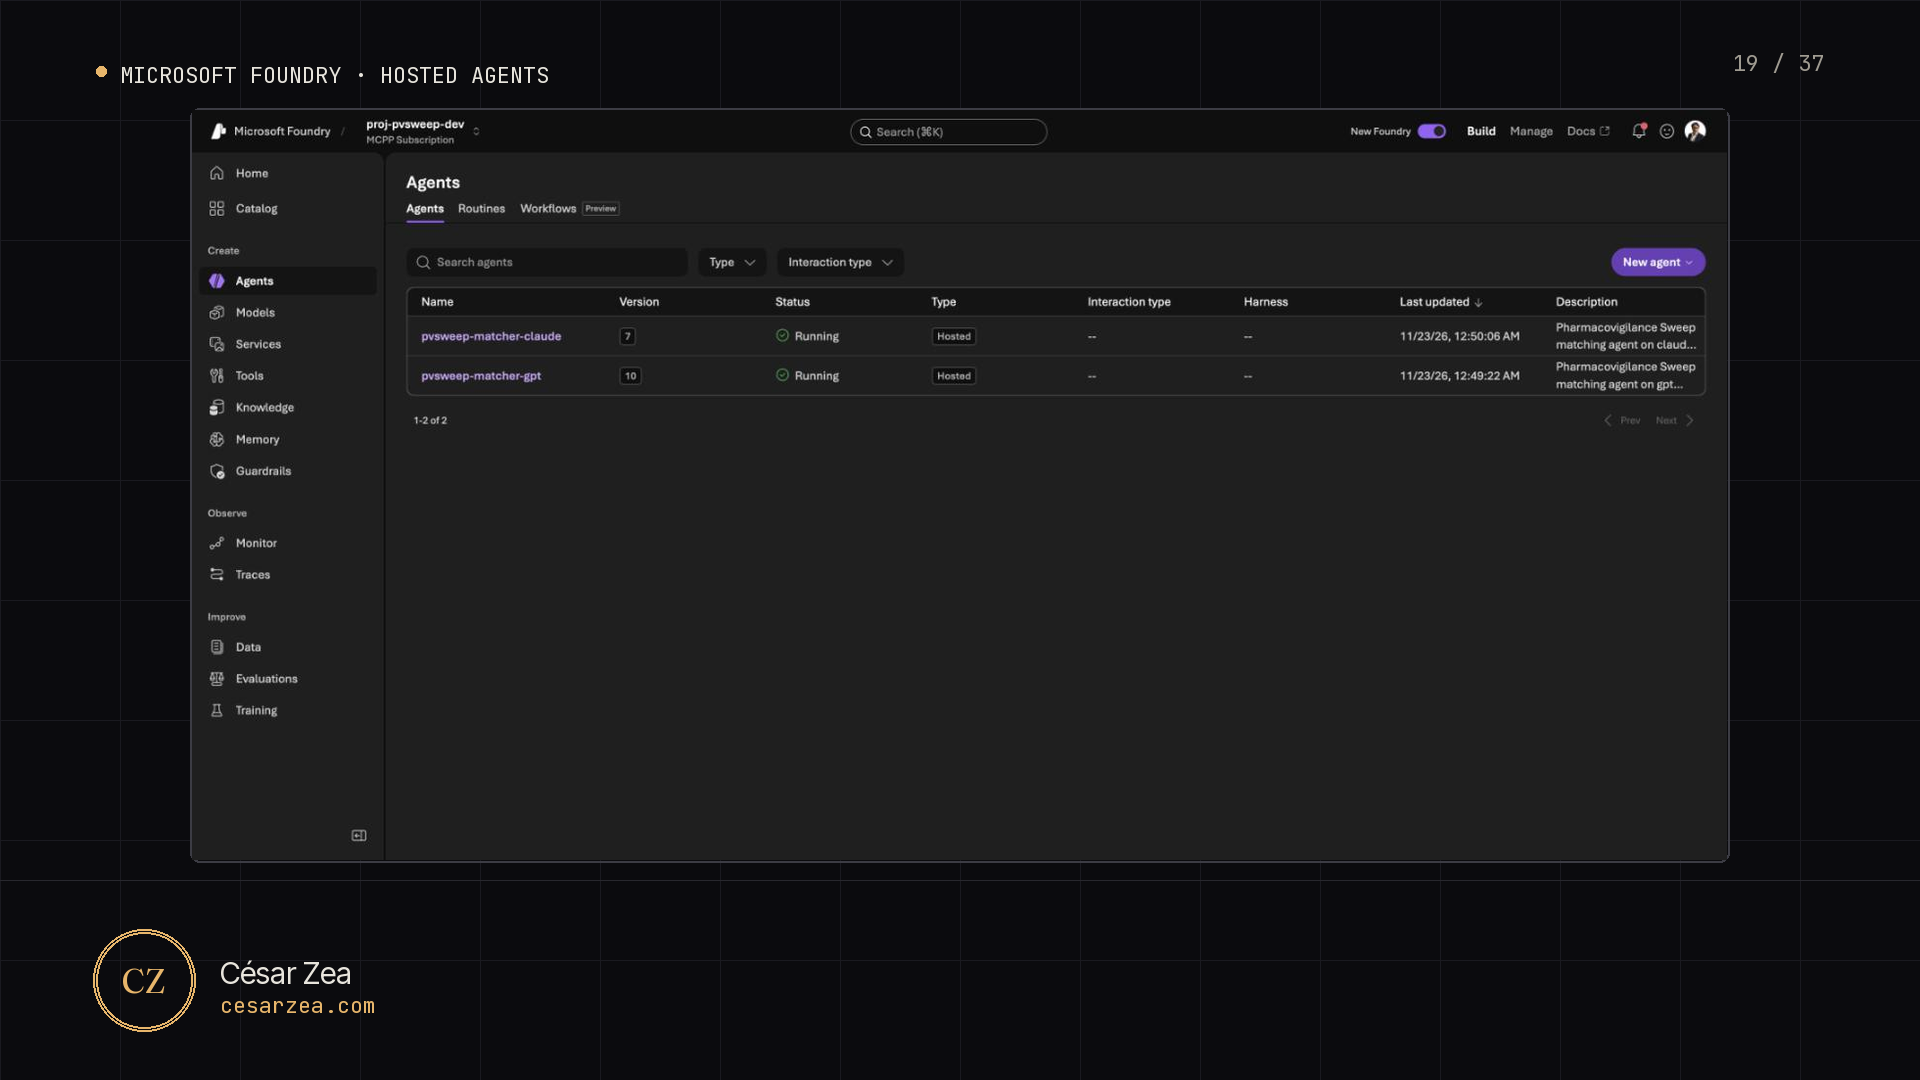 MICROSOFT FOUNDRY · HOSTED AGENTS
19 / 37
Microsoft Foundry /
proj-pvsweep-dev
MCPP Subscription
Search (⌘K)
New Foundry
Build
Manage
Docs
Home
Catalog
Create
Agents
Models
Services
Tools
Knowledge
Memory
Guardrails
Observe
Monitor
Traces
Improve
Data
Evaluations
Training
Agents
Agents Routines Workflows Preview
Search agents
Type
Interaction type
New agent
Name Version Status Type Interaction type Harness Last updated ↓ Description
pvsweep-matcher-claude 7 Running Hosted -- -- 11/23/26, 12:50:06 AM Pharmacovigilance Sweep
matching agent on claud...
pvsweep-matcher-gpt 10 Running Hosted -- -- 11/23/26, 12:49:22 AM Pharmacovigilance Sweep
matching agent on gpt...
1-2 of 2
Prev Next
CZ
César Zea
cesarzea.com